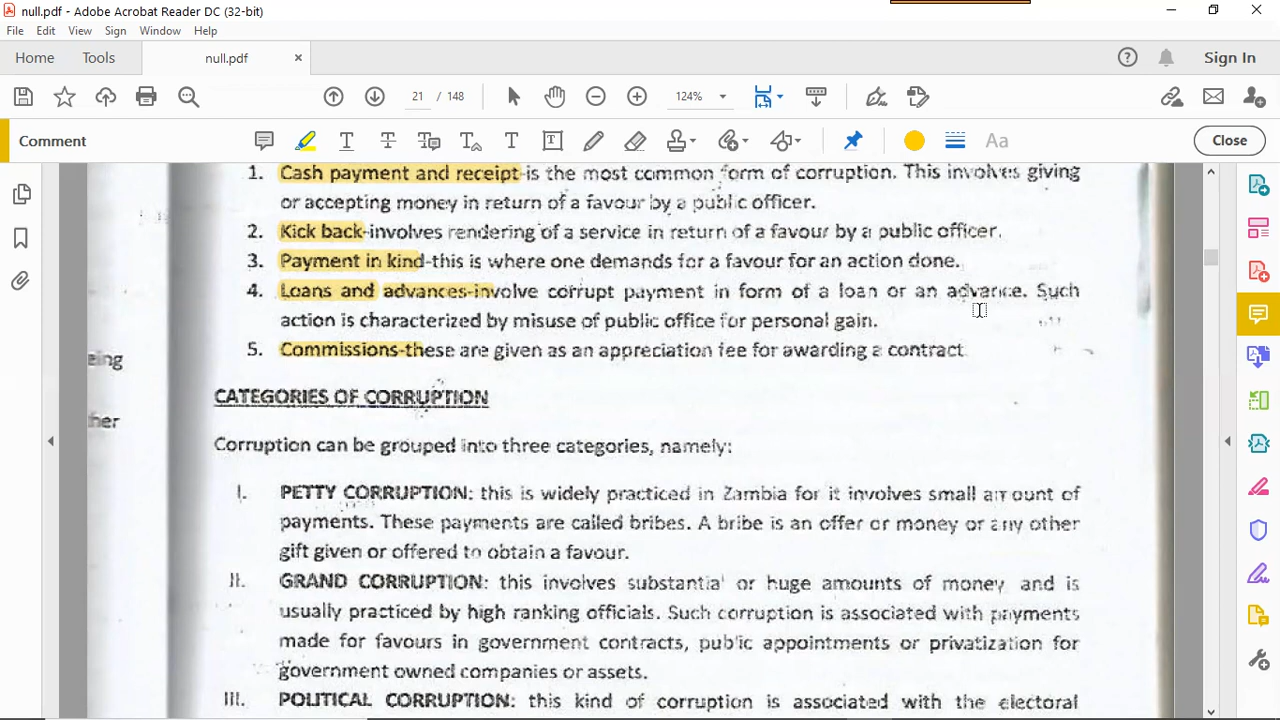 null.pdf - Adobe Acrobat Reader DC (32-bit)
File Edit View Sign Window Help
Home Tools null.pdf × Sign In
21 / 148 124%
Comment Close
1. Cash payment and receipt-is the most common form of corruption. This involves giving
or accepting money in return of a favour by a public officer.
2. Kick back-involves rendering of a service in return of a favour by a public officer.
3. Payment in kind-this is where one demands for a favour for an action done.
4. Loans and advances-involve corrupt payment in form of a loan or an advance. Such
action is characterized by misuse of public office for personal gain.
5. Commissions-these are given as an appreciation fee for awarding a contract
CATEGORIES OF CORRUPTION
Corruption can be grouped into three categories, namely:
I. PETTY CORRUPTION: this is widely practiced in Zambia for it involves small amount of
payments. These payments are called bribes. A bribe is an offer or money or any other
gift given or offered to obtain a favour.
II. GRAND CORRUPTION: this involves substantial or huge amounts of money and is
usually practiced by high ranking officials. Such corruption is associated with payments
made for favours in government contracts, public appointments or privatization for
government owned companies or assets.
III. POLITICAL CORRUPTION: this kind of corruption is associated with the electoral